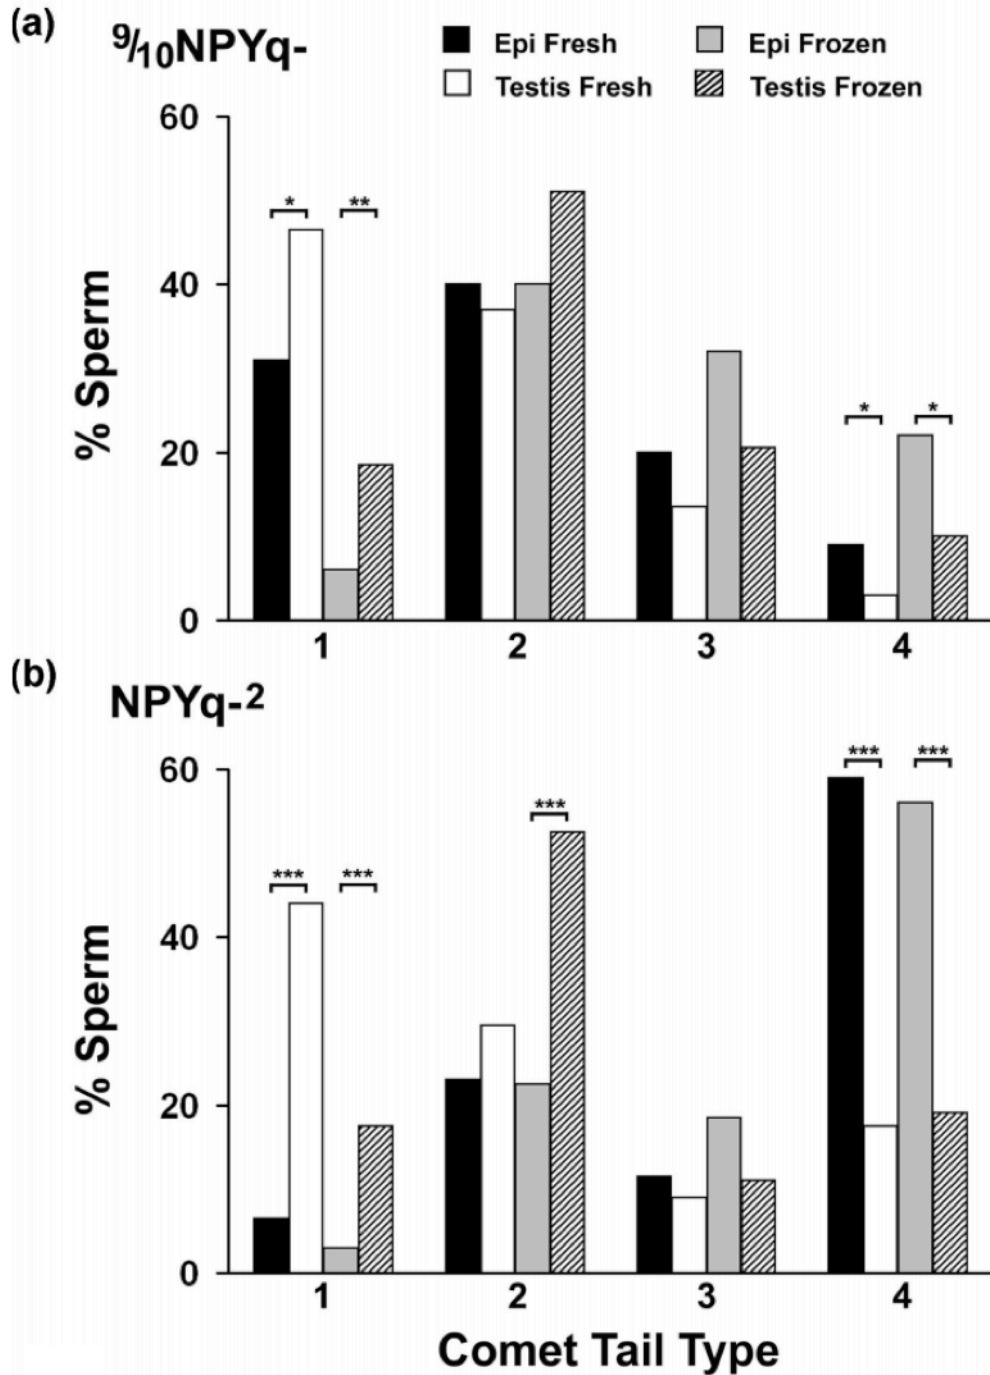 (a)
9/10NPYq-
Epi Fresh
Epi Frozen
Testis Fresh
Testis Frozen
60
* **
40
% Sperm
* *
20
0
1 2 3 4
(b)
NPYq-2
60
*** ***
***
*** ***
40
% Sperm
20
0
1 2 3 4
Comet Tail Type